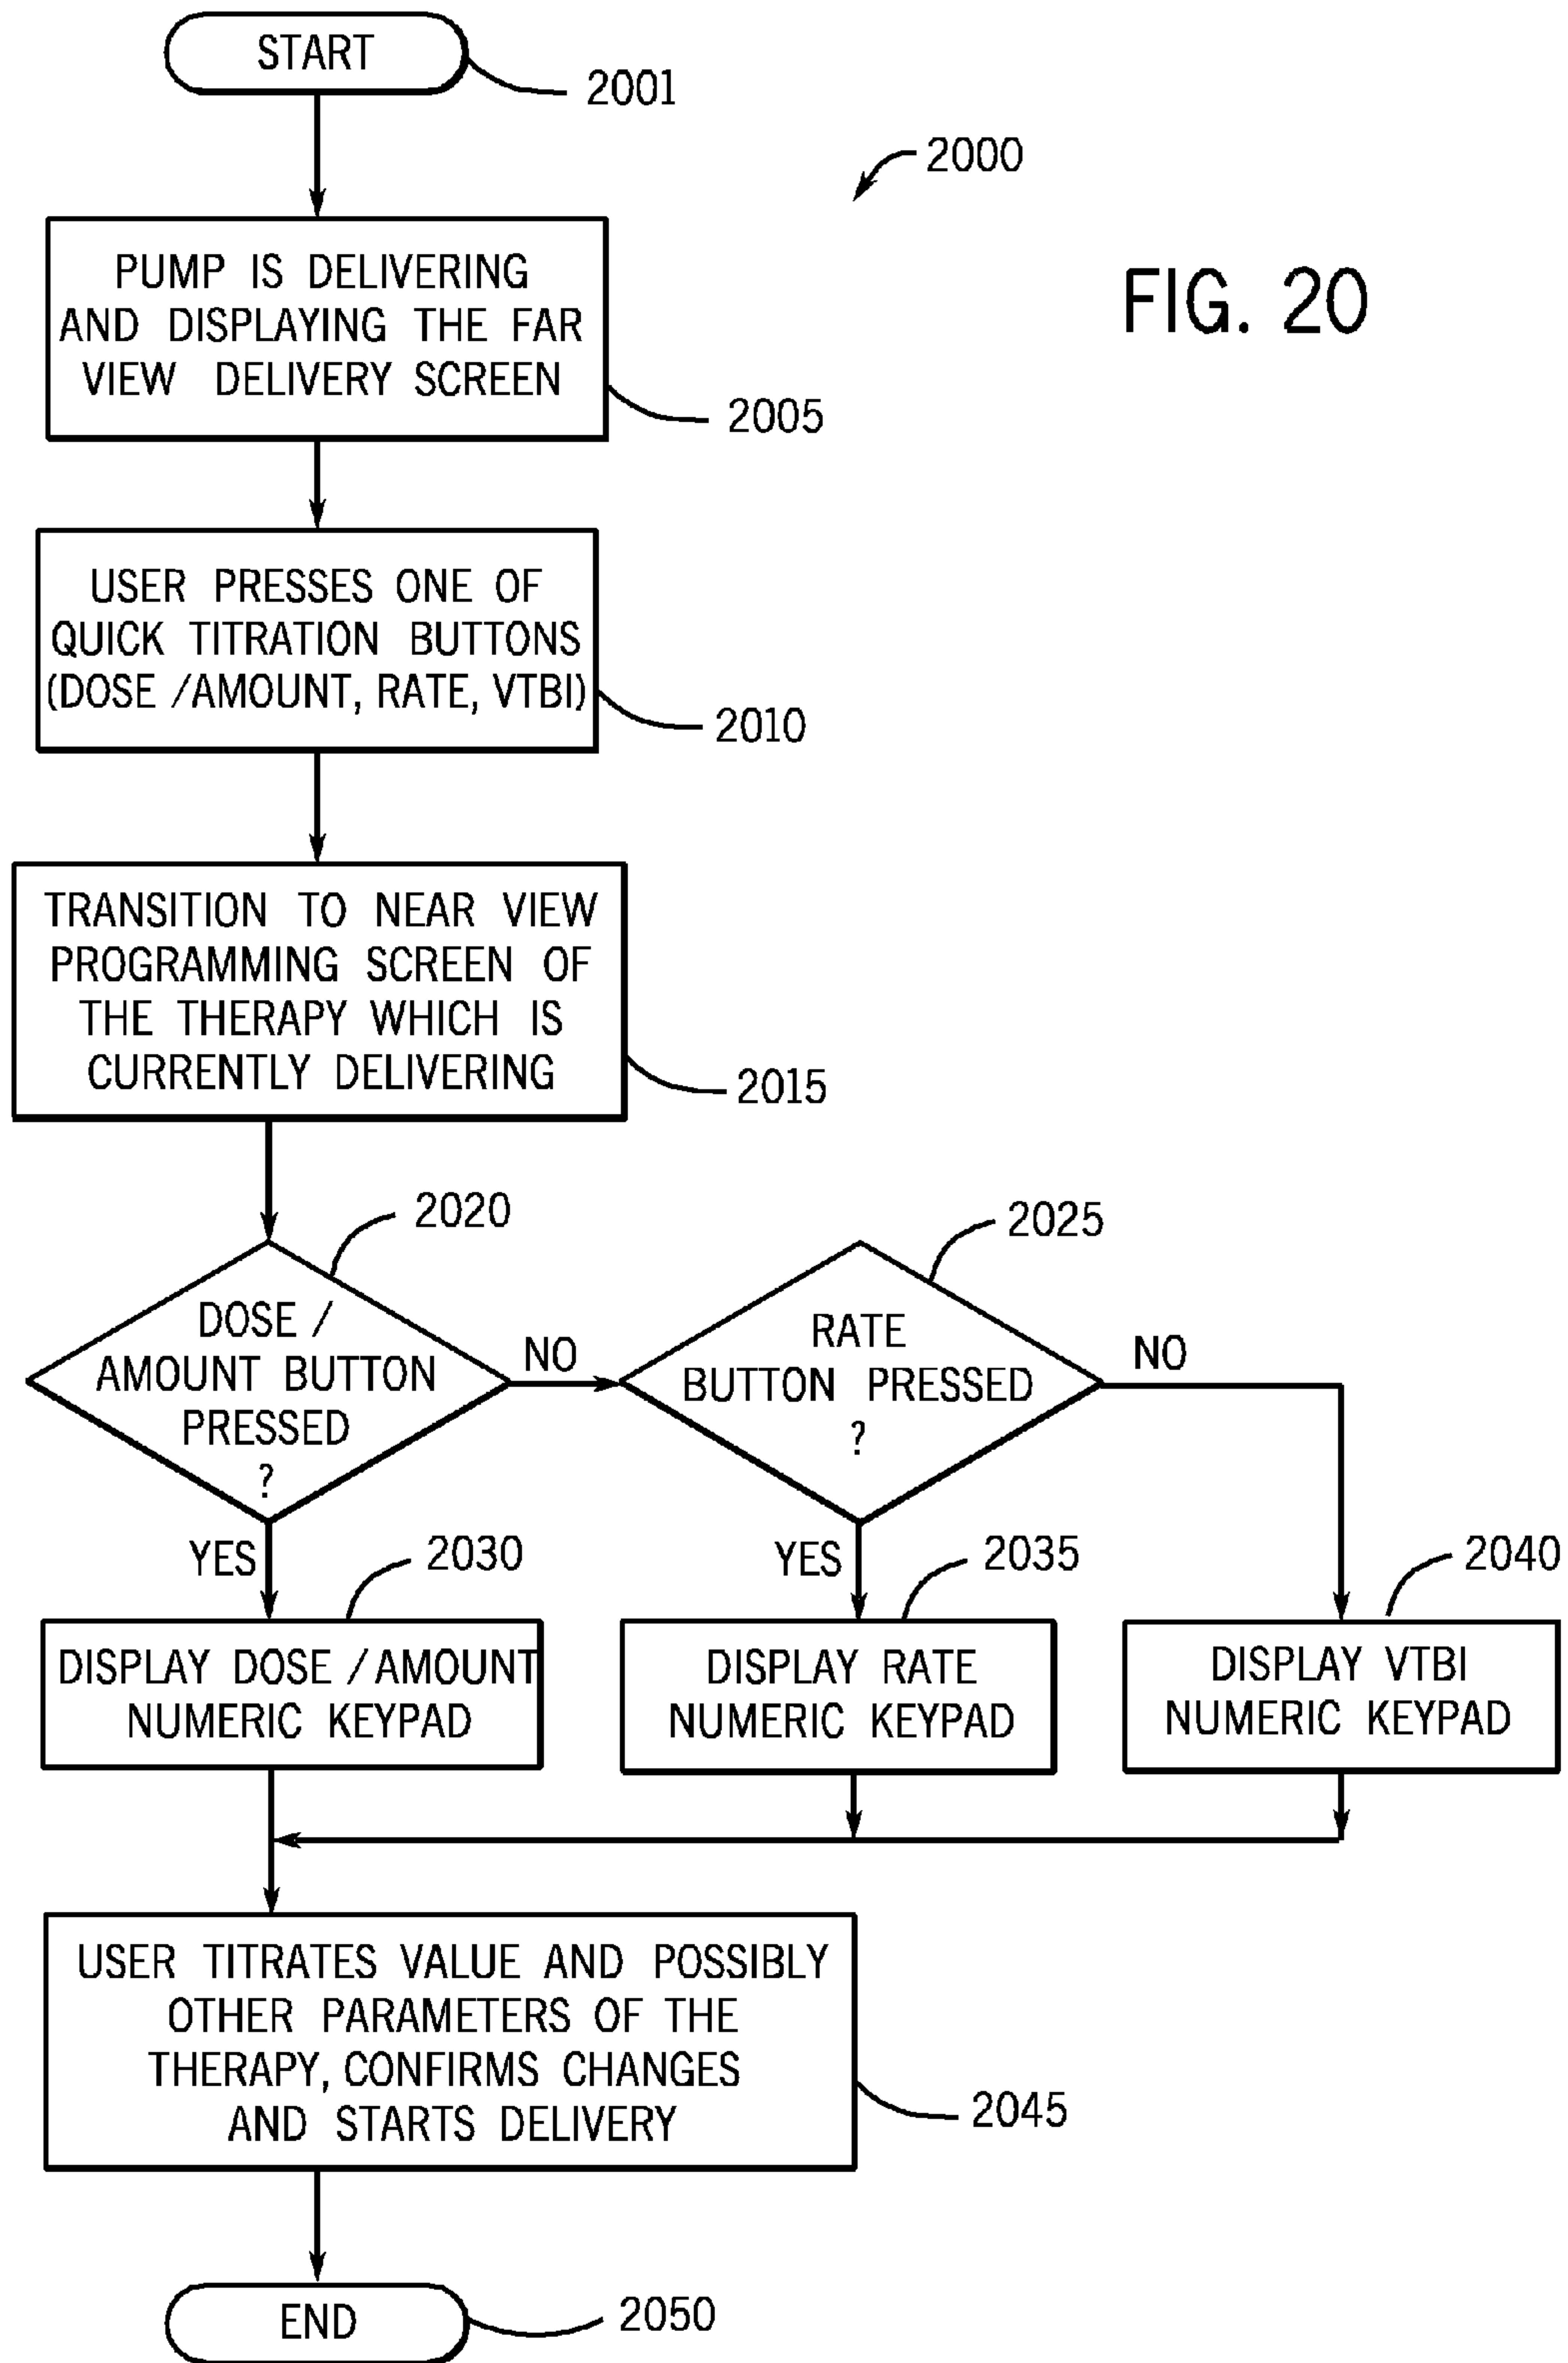 START
2001
2000
FIG. 20
PUMP IS DELIVERING
AND DISPLAYING THE FAR
VIEW DELIVERY SCREEN
2005
USER PRESSES ONE OF
QUICK TITRATION BUTTONS
(DOSE /AMOUNT, RATE, VTBI)
2010
TRANSITION TO NEAR VIEW
PROGRAMMING SCREEN OF
THE THERAPY WHICH IS
CURRENTLY DELIVERING
2015
2020
DOSE /
AMOUNT BUTTON
PRESSED
?
NO
2025
RATE
BUTTON PRESSED
?
NO
YES
2030
YES
2035
2040
DISPLAY DOSE /AMOUNT
NUMERIC KEYPAD
DISPLAY RATE
NUMERIC KEYPAD
DISPLAY VTBI
NUMERIC KEYPAD
USER TITRATES VALUE AND POSSIBLY
OTHER PARAMETERS OF THE
THERAPY, CONFIRMS CHANGES
AND STARTS DELIVERY
2045
END
2050